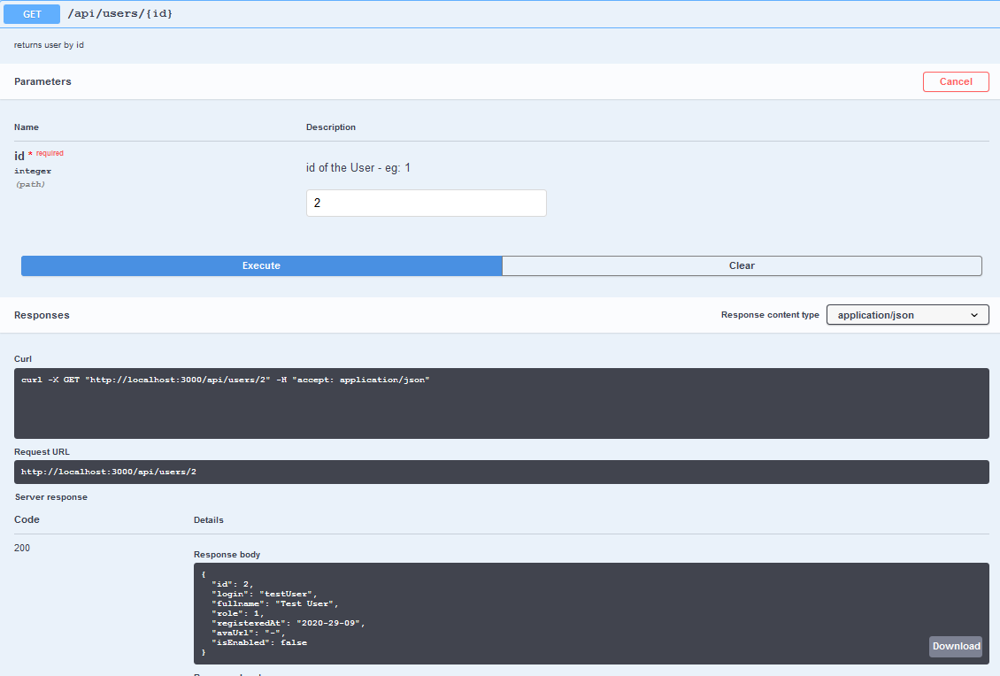 GET /api/users/{id}
returns user by id
Parameters
Cancel
Name Description
id * required
integer
(path)
id of the User - eg: 1
2
Execute Clear
Responses Response content type application/json
Curl
curl -X GET "http://localhost:3000/api/users/2" -H "accept: application/json"
Request URL
http://localhost:3000/api/users/2
Server response
Code Details
200
Response body
{
"id": 2,
"login": "testUser",
"fullname": "Test User",
"role": 1,
"registeredAt": "2020-29-09",
"avaUrl": "-",
"isEnabled": false
}
Download